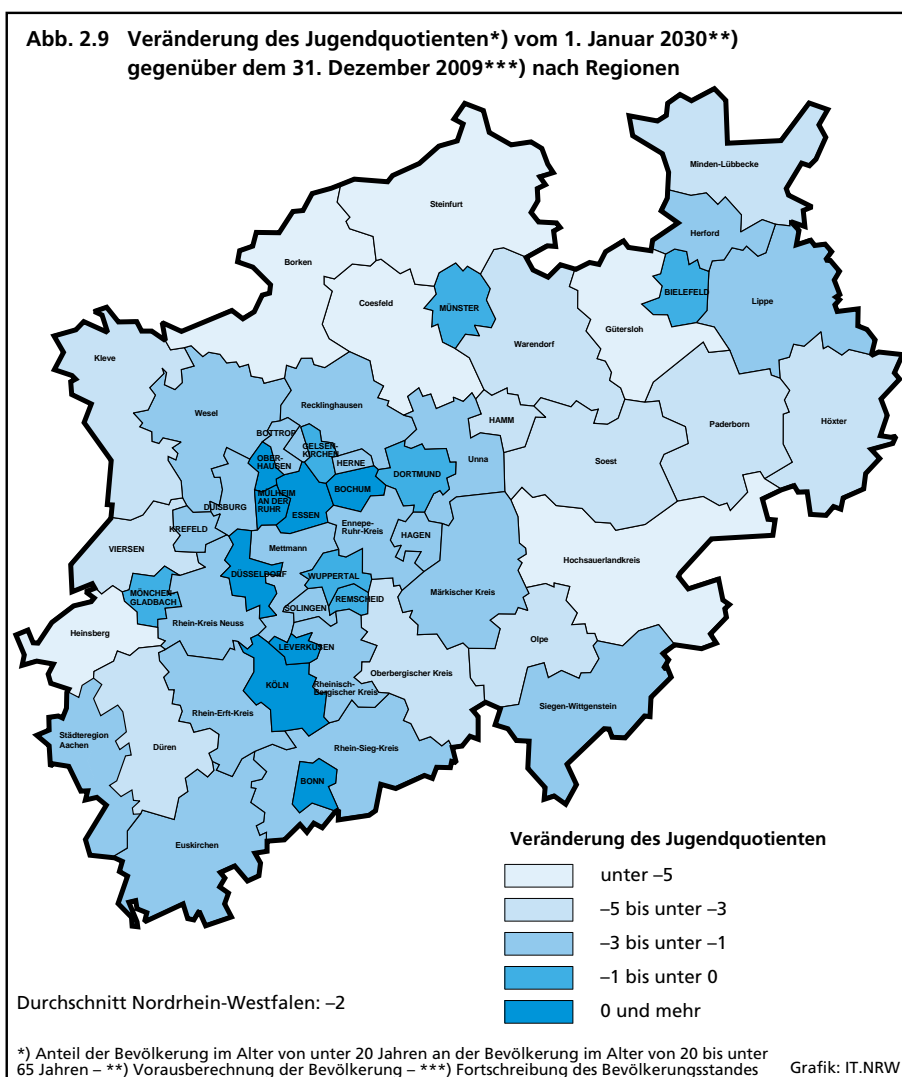 Abb. 2.9 Veränderung des Jugendquotienten*) vom 1. Januar 2030**)
gegenüber dem 31. Dezember 2009***) nach Regionen
Minden-Lübbecke
Steinfurt
Herford
Borken
BIELEFELD
Lippe
Coesfeld
MÜNSTER
Gütersloh
Warendorf
Kleve
Wesel
Recklinghausen
HAMM
Paderborn
Höxter
BOTTROP
GELSEN-
KIRCHEN
OBER-
HAUSEN
HERNE
DORTMUND
Unna
Soest
MÜLHEIM
AN DER
RUHR
BOCHUM
DUISBURG
ESSEN
KREFELD
Ennepe-
Ruhr-Kreis
HAGEN
VIERSEN
Mettmann
Hochsauerlandkreis
DÜSSELDORF
WUPPERTAL
Märkischer Kreis
MÖNCHEN-
GLADBACH
SOLINGEN
REMSCHEID
Rhein-Kreis Neuss
Heinsberg
Olpe
LEVERKUSEN
Oberbergischer Kreis
KÖLN
Rheinisch-
Bergischer Kreis
Siegen-Wittgenstein
Rhein-Erft-Kreis
Städteregion
Aachen
Düren
Rhein-Sieg-Kreis
BONN
Euskirchen
Veränderung des Jugendquotienten
unter –5
–5 bis unter –3
–3 bis unter –1
–1 bis unter 0
0 und mehr
Durchschnitt Nordrhein-Westfalen: –2
*) Anteil der Bevölkerung im Alter von unter 20 Jahren an der Bevölkerung im Alter von 20 bis unter
65 Jahren – **) Vorausberechnung der Bevölkerung – ***) Fortschreibung des Bevölkerungsstandes Grafik: IT.NRW